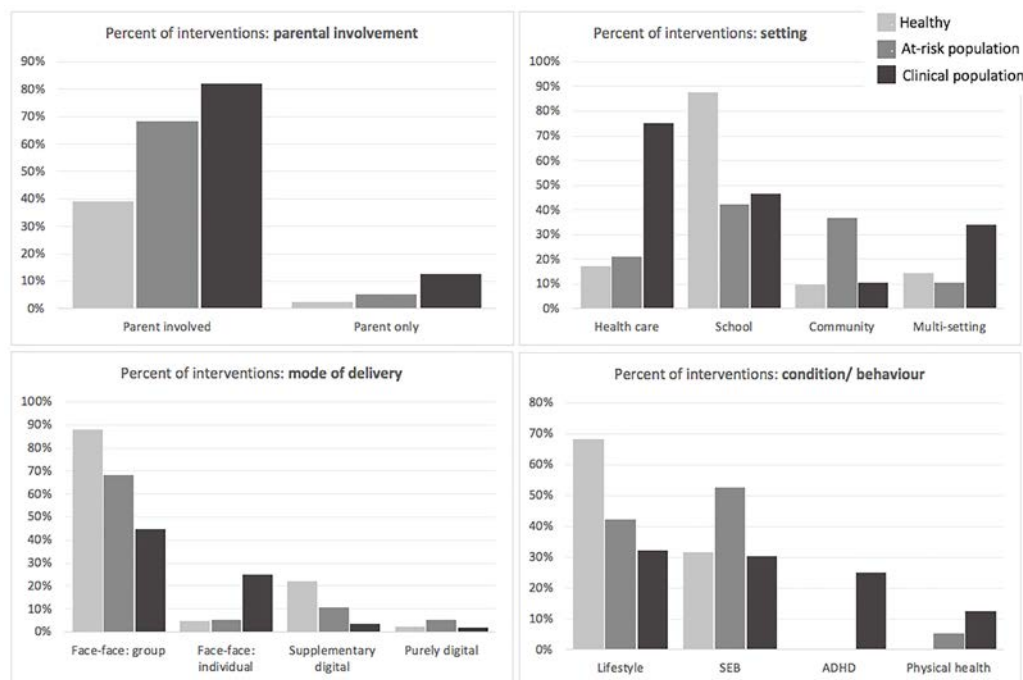 Percent of interventions: parental involvement
90%
80%
70%
60%
50%
40%
30%
20%
10%
0%
Parent involved
Parent only
Percent of interventions: setting
Healthy
At-risk population
Clinical population
100%
90%
80%
70%
60%
50%
40%
30%
20%
10%
0%
Health care
School
Community
Multi-setting
Percent of interventions: mode of delivery
100%
90%
80%
70%
60%
50%
40%
30%
20%
10%
0%
Face-face: group
Face-face:
individual
Supplementary
digital
Purely digital
Percent of interventions: condition/ behaviour
80%
70%
60%
50%
40%
30%
20%
10%
0%
Lifestyle
SEB
ADHD
Physical health